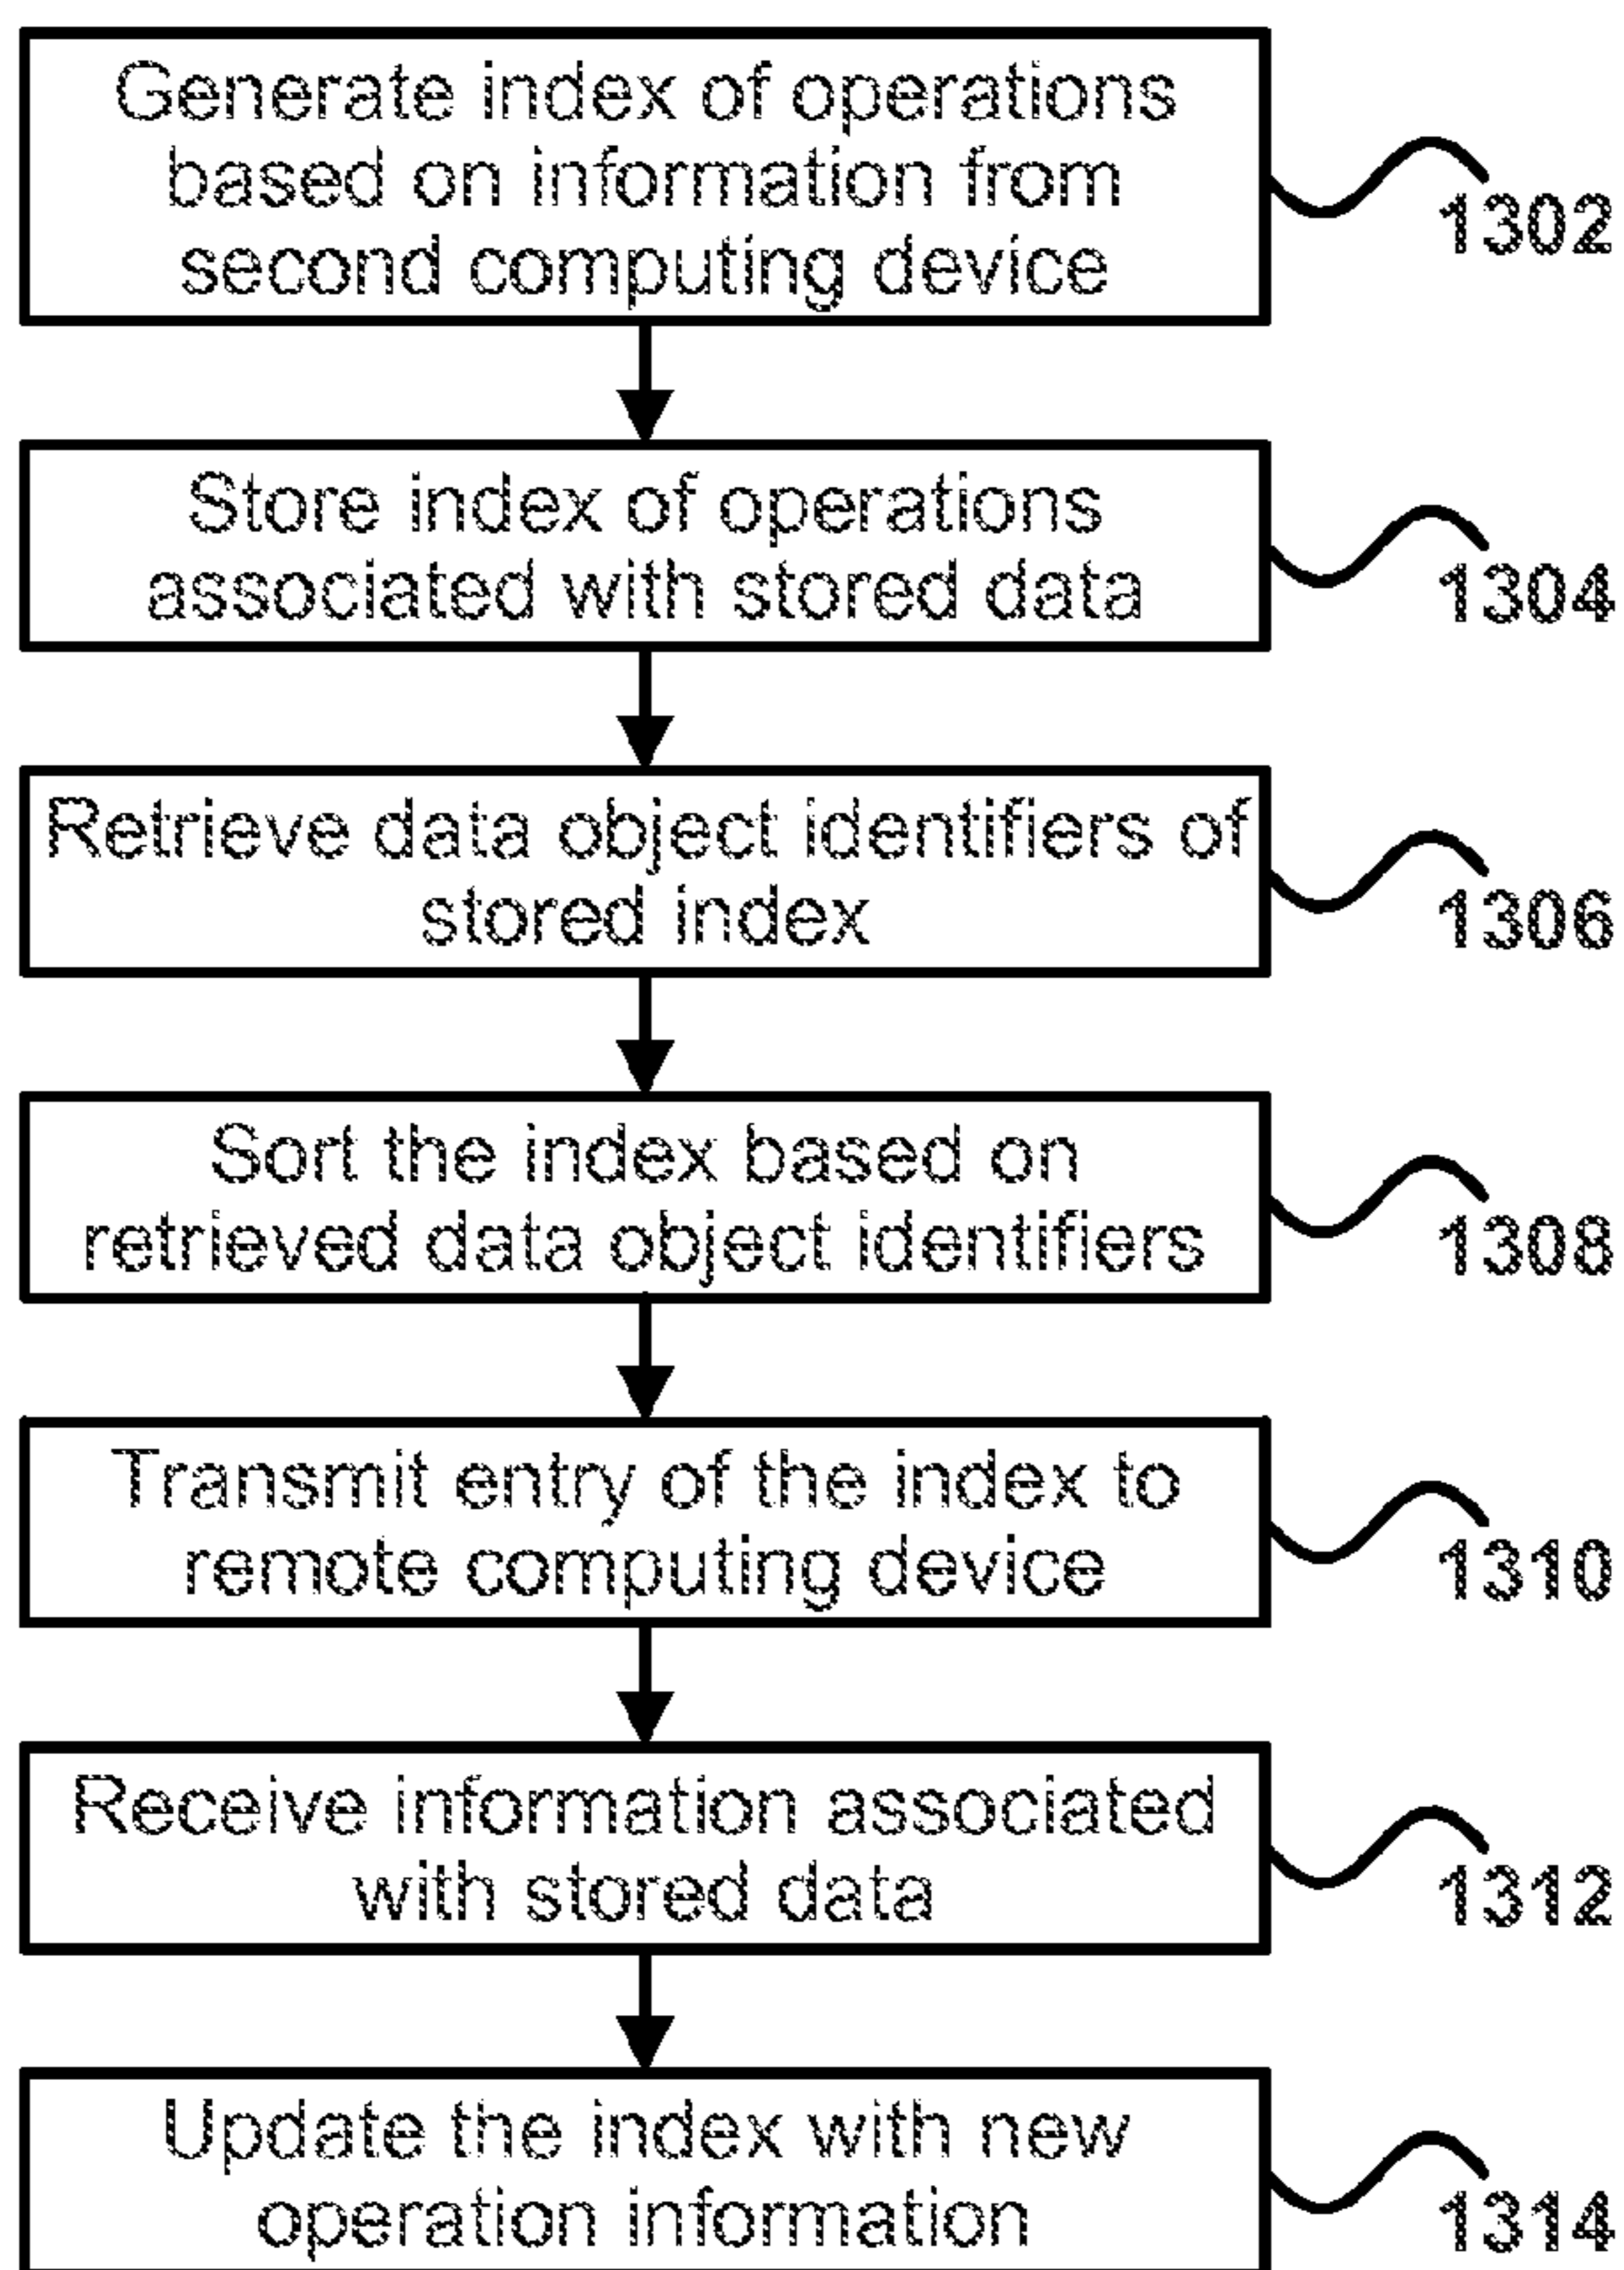 Generate index of operations
based on information from
second computing device
1302
Store index of operations
associated with stored data
1304
Retrieve data object identifiers of
stored index
1306
Sort the index based on
retrieved data object identifiers
1308
Transmit entry of the index to
remote computing device
1310
Receive information associated
with stored data
1312
Update the index with new
operation information
1314